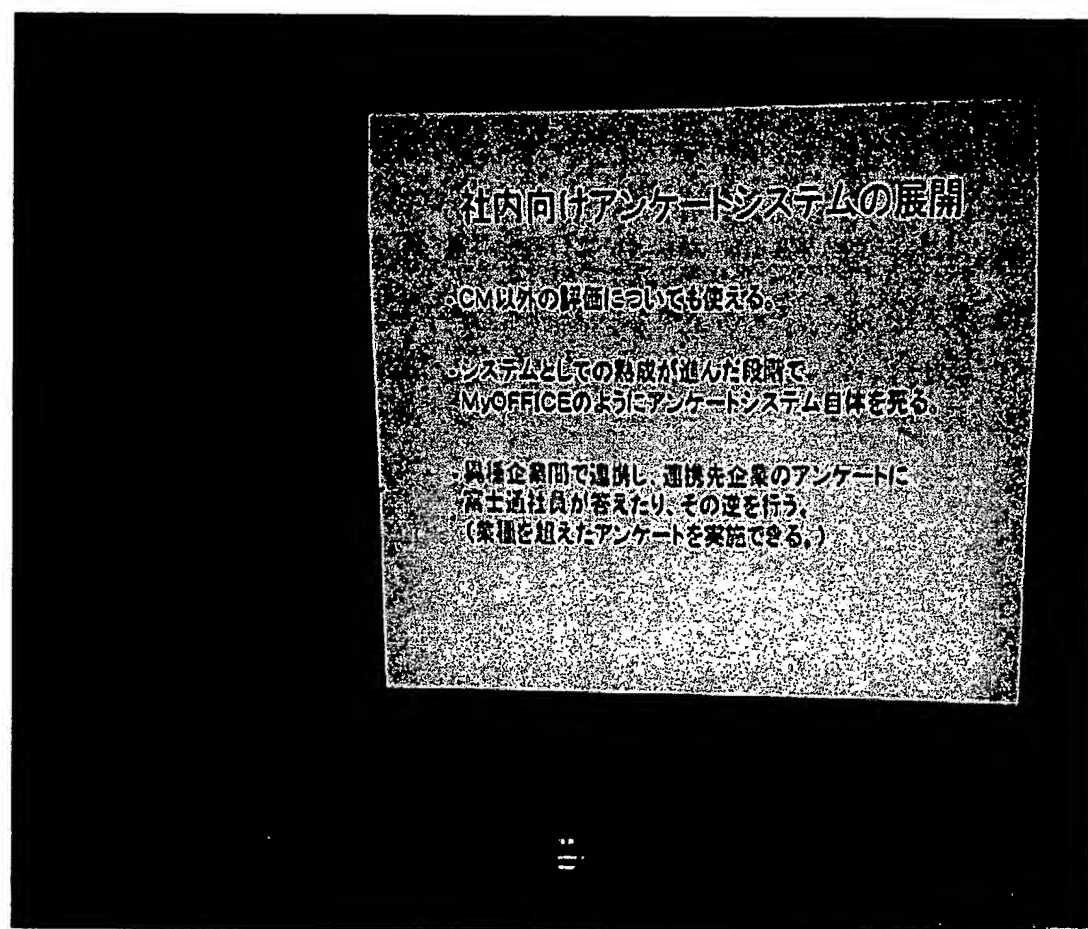 社内向けアンケートシステムの展開
・CM以外の評価についても使える。
・システムとしての熟成が進んだ段階で、
MyOFFICEのようにアンケートシステム自体を売る。
・異種企業間で連携し、連携先企業のアンケートに
富士通社員が答えたり、その逆を行う。
(業種を超えたアンケートを実施できる。)